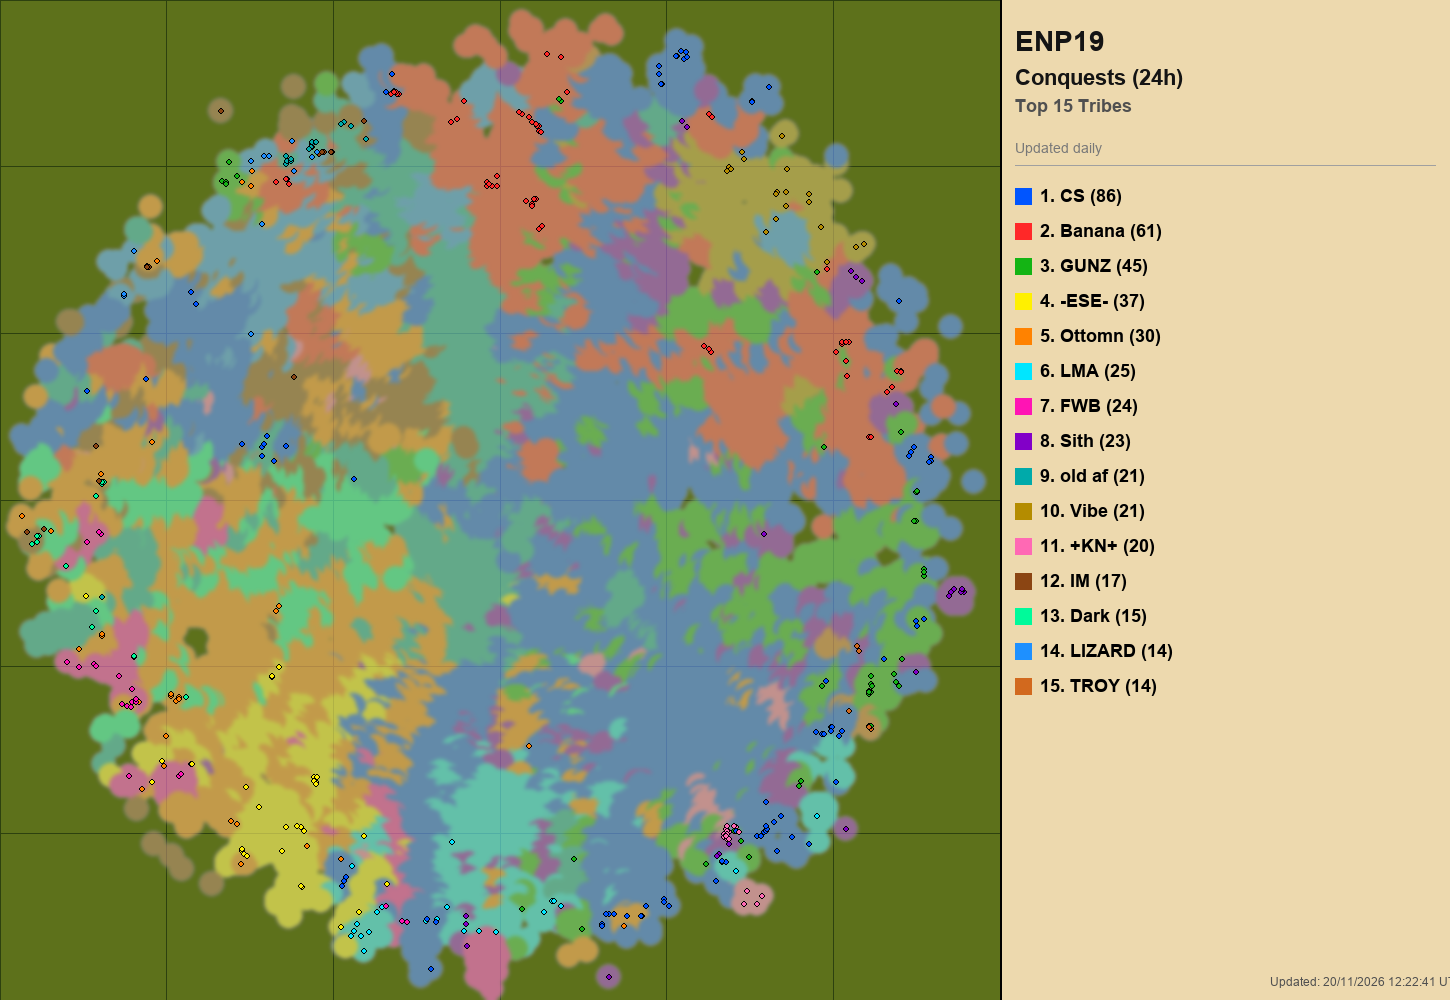 ENP19
Conquests (24h)
Top 15 Tribes
Updated daily
1. CS (86)
2. Banana (61)
3. GUNZ (45)
4. -ESE- (37)
5. Ottomn (30)
6. LMA (25)
7. FWB (24)
8. Sith (23)
9. old af (21)
10. Vibe (21)
11. +KN+ (20)
12. IM (17)
13. Dark (15)
14. LIZARD (14)
15. TROY (14)
Updated: 20/11/2026 12:22:41 U